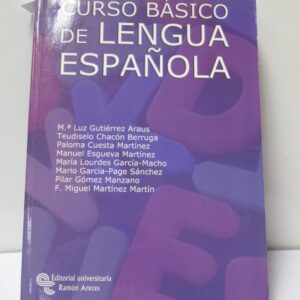 CURSO BÁSICO
DE LENGUA
ESPAÑOLA
M.ª Luz Gutiérrez Araus
Teudiselo Chacón Berruga
Paloma Cuesta Martínez
Manuel Esgueva Martínez
María Lourdes García-Macho
Mario García-Page Sánchez
Pilar Gómez Manzano
F. Miguel Martínez Martín
Editorial universitaria
Ramón Areces